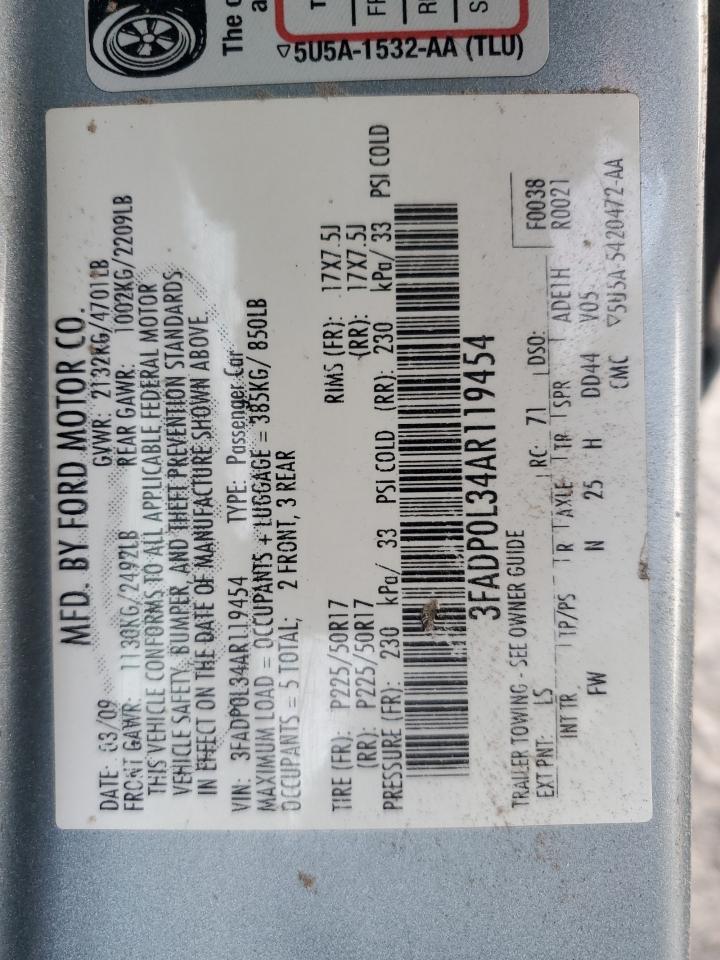 The
a
5U5A-1532-AA (TLU)
MFD. BY FORD MOTOR CO.
DATE: 03/09 GVWR: 2132KG/4701LB
FRONT GAWR: 1130KG/2492LB REAR GAWR: 1002KG/2209LB
THIS VEHICLE CONFORMS TO ALL APPLICABLE FEDERAL MOTOR
VEHICLE SAFETY, BUMPER, AND THEFT PREVENTION STANDARDS
IN EFFECT ON THE DATE OF MANUFACTURE SHOWN ABOVE
VIN: 3FADP0L34AR119454 TYPE: Passenger Car
MAXIMUM LOAD = OCCUPANTS + LUGGAGE = 385KG/ 850LB
OCCUPANTS = 5 TOTAL; 2 FRONT, 3 REAR
TIRE (FR): P225/50R17 RIMS (FR): 17X7.5J
(RR): P225/50R17 (RR): 17X7.5J
PRESSURE (FR): 230 kPa/ 33 PSI COLD (RR): 230 kPa/ 33 PSI COLD
3FADP0L34AR119454
TRAILER TOWING - SEE OWNER GUIDE
EXT PNT: LS RC: 71 DSO: F0038
INT TR TP/PS R AXLE TR SPR ADE1H R0021
FW N 25 H DD44 V05
CMC 5U5A-5420472-AA